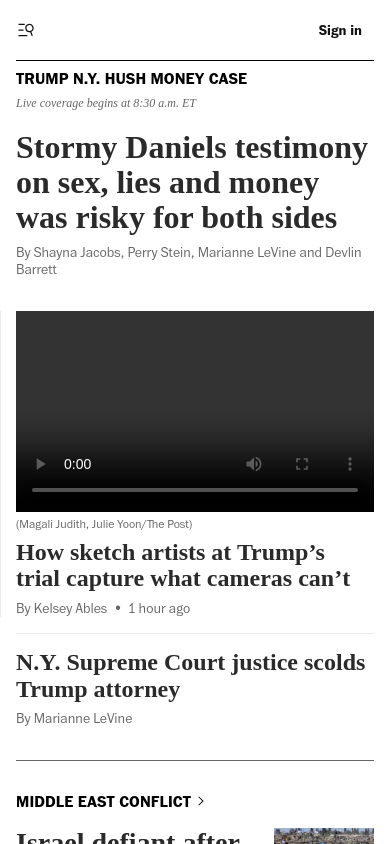 Sign in
TRUMP N.Y. HUSH MONEY CASE
Live coverage begins at 8:30 a.m. ET
Stormy Daniels testimony
on sex, lies and money
was risky for both sides
By Shayna Jacobs, Perry Stein, Marianne LeVine and Devlin
Barrett
0:00
(Magali Judith, Julie Yoon/The Post)
How sketch artists at Trump’s
trial capture what cameras can’t
By Kelsey Ables • 1 hour ago
N.Y. Supreme Court justice scolds
Trump attorney
By Marianne LeVine
MIDDLE EAST CONFLICT >
Israel defiant after